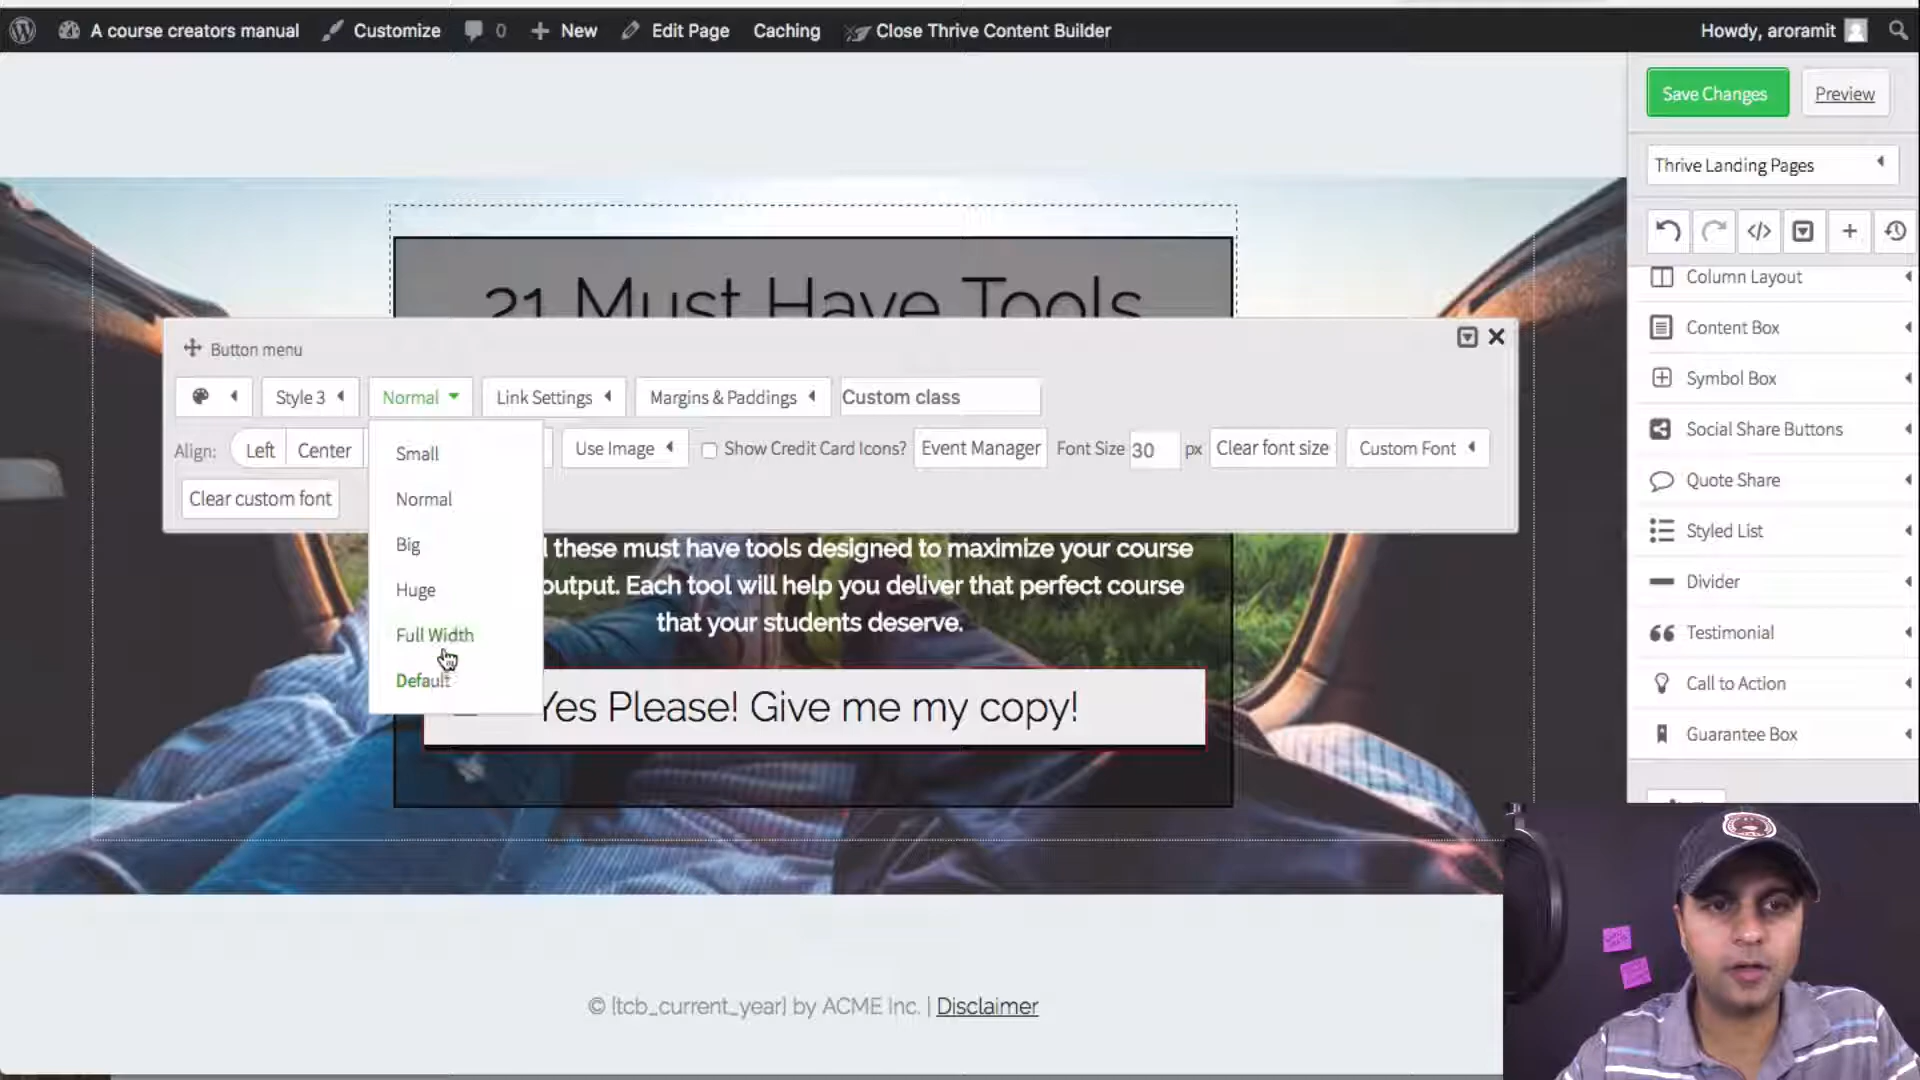 A course creators manual Customize 0 New Edit Page Caching Close Thrive Content Builder Howdy, aroramit
Save Changes Preview
Thrive Landing Pages
</>
Column Layout
Content Box
Symbol Box
Social Share Buttons
Quote Share
Styled List
Divider
Testimonial
Call to Action
Guarantee Box
21 Must Have Tools
Button menu
Style 3 Normal Link Settings Margins & Paddings Custom class
Align: Left Center Use Image Show Credit Card Icons? Event Manager Font Size 30 px Clear font size Custom Font
Clear custom font
Small
Normal
Big
Huge
Full Width
Default
these must have tools designed to maximize your course
output. Each tool will help you deliver that perfect course
that your students deserve.
Yes Please! Give me my copy!
© [tcb_current_year] by ACME Inc. | Disclaimer